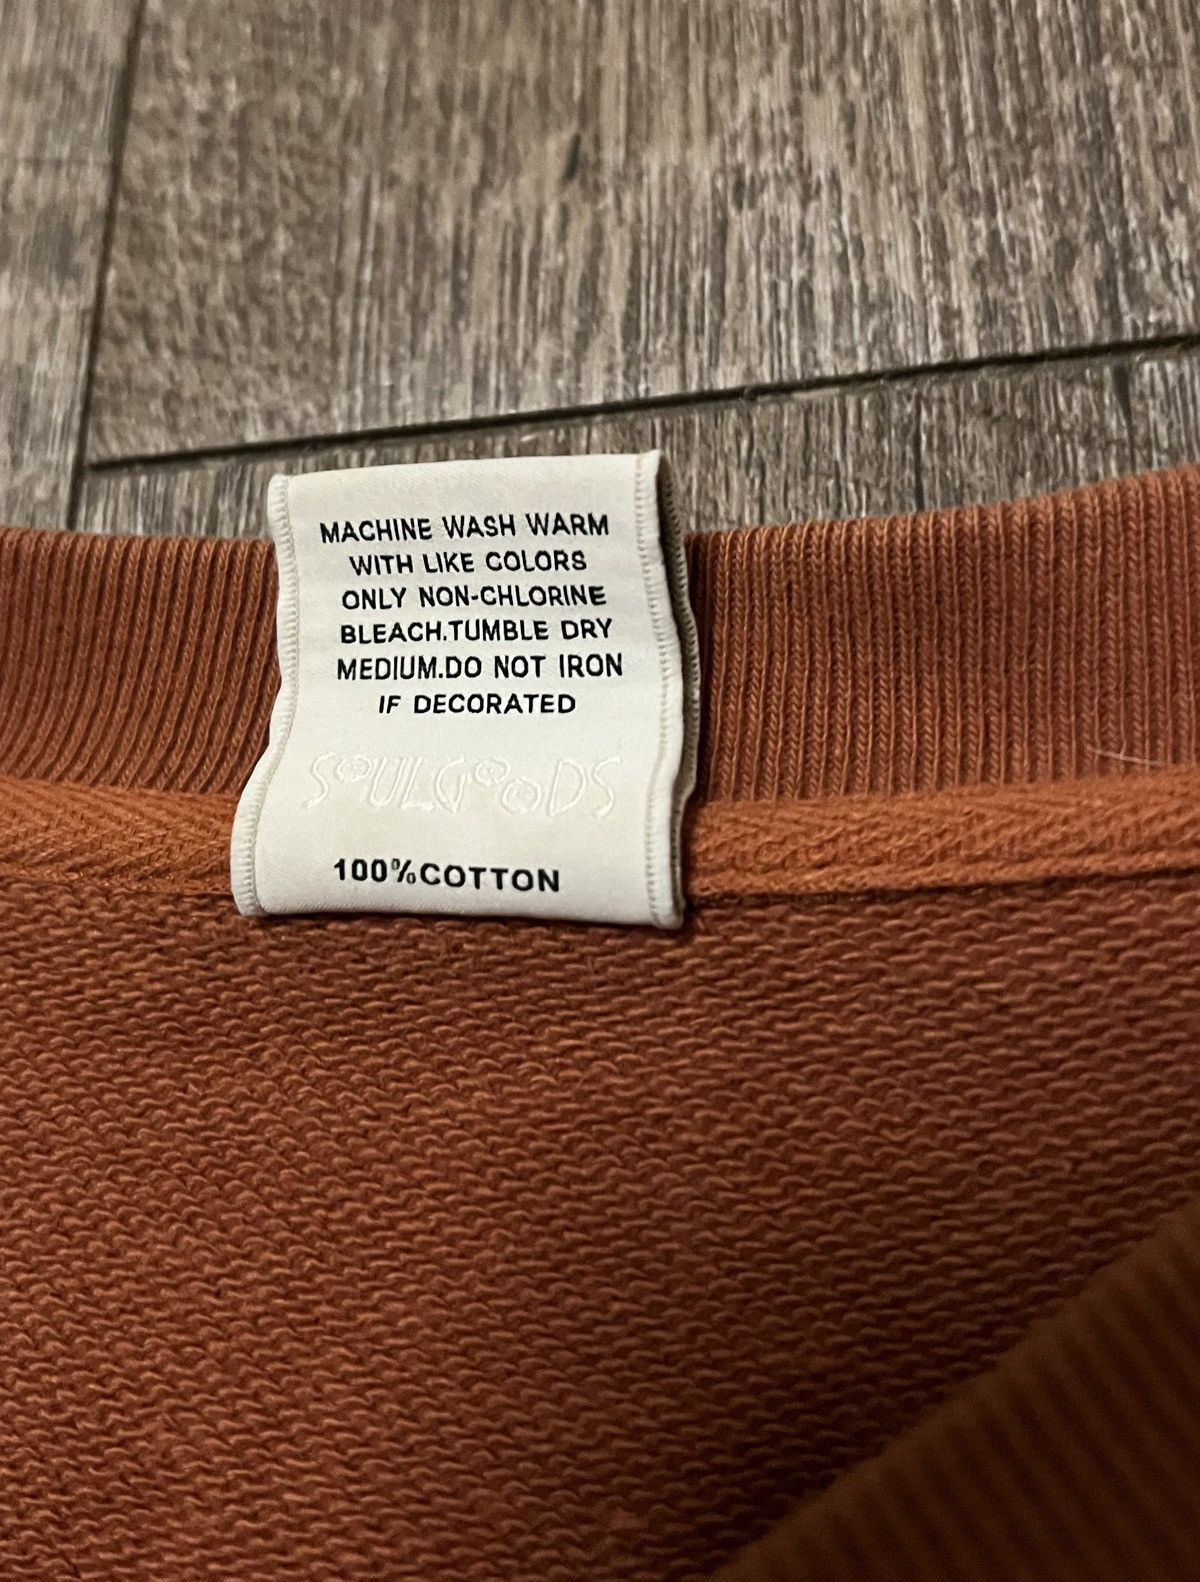 MACHINE WASH WARM
WITH LIKE COLORS
ONLY NON-CHLORINE
BLEACH.TUMBLE DRY
MEDIUM.DO NOT IRON
IF DECORATED
SOULGOODS
100%COTTON